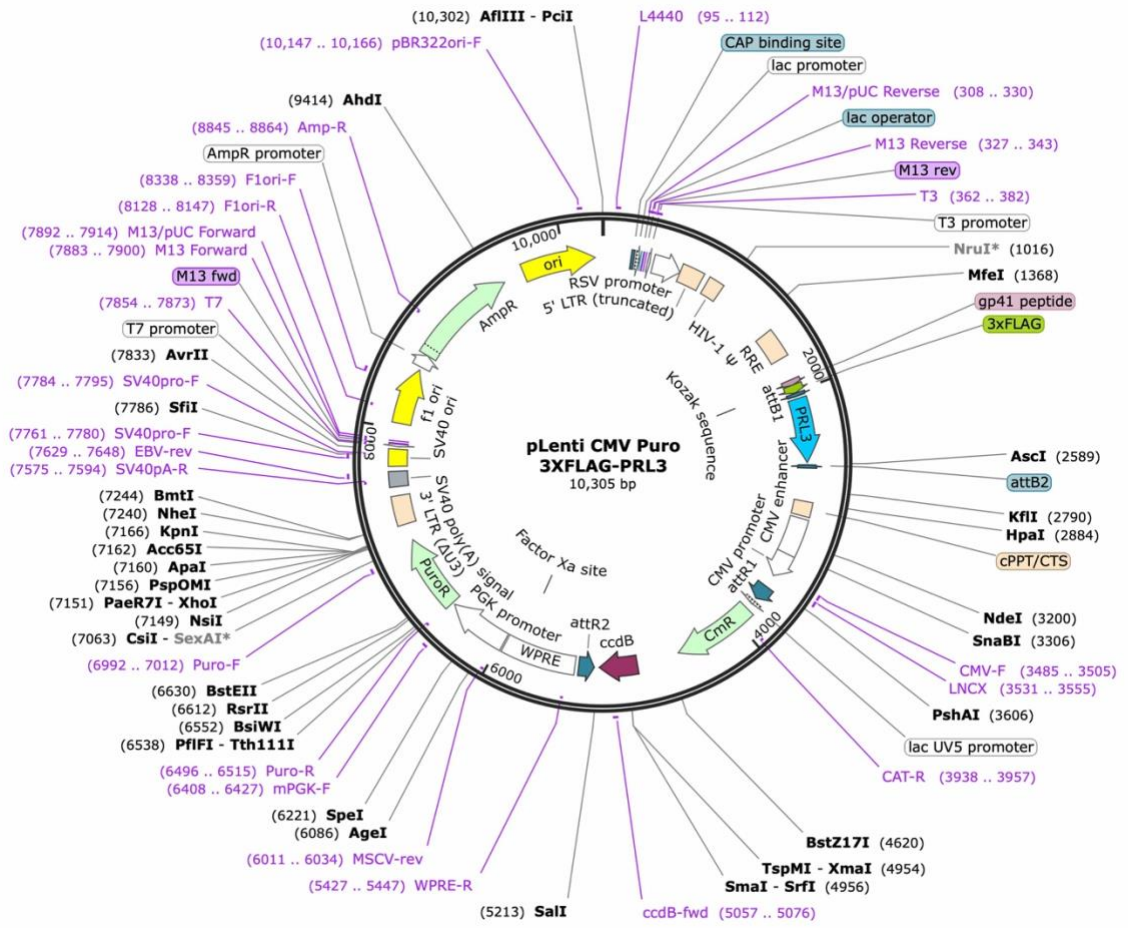 (10,302) AflIII - PciI
L4440 (95 .. 112)
(10,147 .. 10,166) pBR322ori-F
CAP binding site
lac promoter
(9414) AhdI
M13/pUC Reverse (308 .. 330)
(8845 .. 8864) Amp-R
lac operator
AmpR promoter
M13 Reverse (327 .. 343)
(8338 .. 8359) F1ori-F
M13 rev
(8128 .. 8147) F1ori-R
T3 (362 .. 382)
(7892 .. 7914) M13/pUC Forward
T3 promoter
(7883 .. 7900) M13 Forward
NruI* (1016)
M13 fwd
MfeI (1368)
(7854 .. 7873) T7
gp41 peptide
T7 promoter
3xFLAG
(7833) AvrII
(7784 .. 7795) SV40pro-F
(7786) SfiI
(7761 .. 7780) SV40pro-F
(7629 .. 7648) EBV-rev
AscI (2589)
(7575 .. 7594) SV40pA-R
attB2
(7244) BmtI
KflI (2790)
(7240) NheI
HpaI (2884)
(7166) KpnI
cPPT/CTS
(7162) Acc65I
(7160) ApaI
(7156) PspOMI
(7151) PaeR7I - XhoI
NdeI (3200)
(7149) NsiI
SnaBI (3306)
(7063) CsiI - SexAI*
(6992 .. 7012) Puro-F
CMV-F (3485 .. 3505)
LNCX (3531 .. 3555)
(6630) BstEII
PshAI (3606)
(6612) RsrII
(6552) BsiWI
lac UV5 promoter
(6538) PflFI - Tth111I
(6496 .. 6515) Puro-R
CAT-R (3938 .. 3957)
(6408 .. 6427) mPGK-F
(6221) SpeI
(6086) AgeI
BstZ17I (4620)
(6011 .. 6034) MSCV-rev
TspMI - XmaI (4954)
(5427 .. 5447) WPRE-R
SmaI - SrfI (4956)
(5213) SalI
ccdB-fwd (5057 .. 5076)
10,000
2000
4000
6000
8000
ori
RSV promoter
5' LTR (truncated)
HIV-1 Ψ
RRE
attB1
PRL3
Kozak sequence
CMV enhancer
CMV promoter
attR1
CmR
ccdB
attR2
WPRE
PGK promoter
Factor Xa site
PuroR
3' LTR (ΔU3)
SV40 poly(A) signal
SV40 ori
f1 ori
AmpR
pLenti CMV Puro
3XFLAG-PRL3
10,305 bp